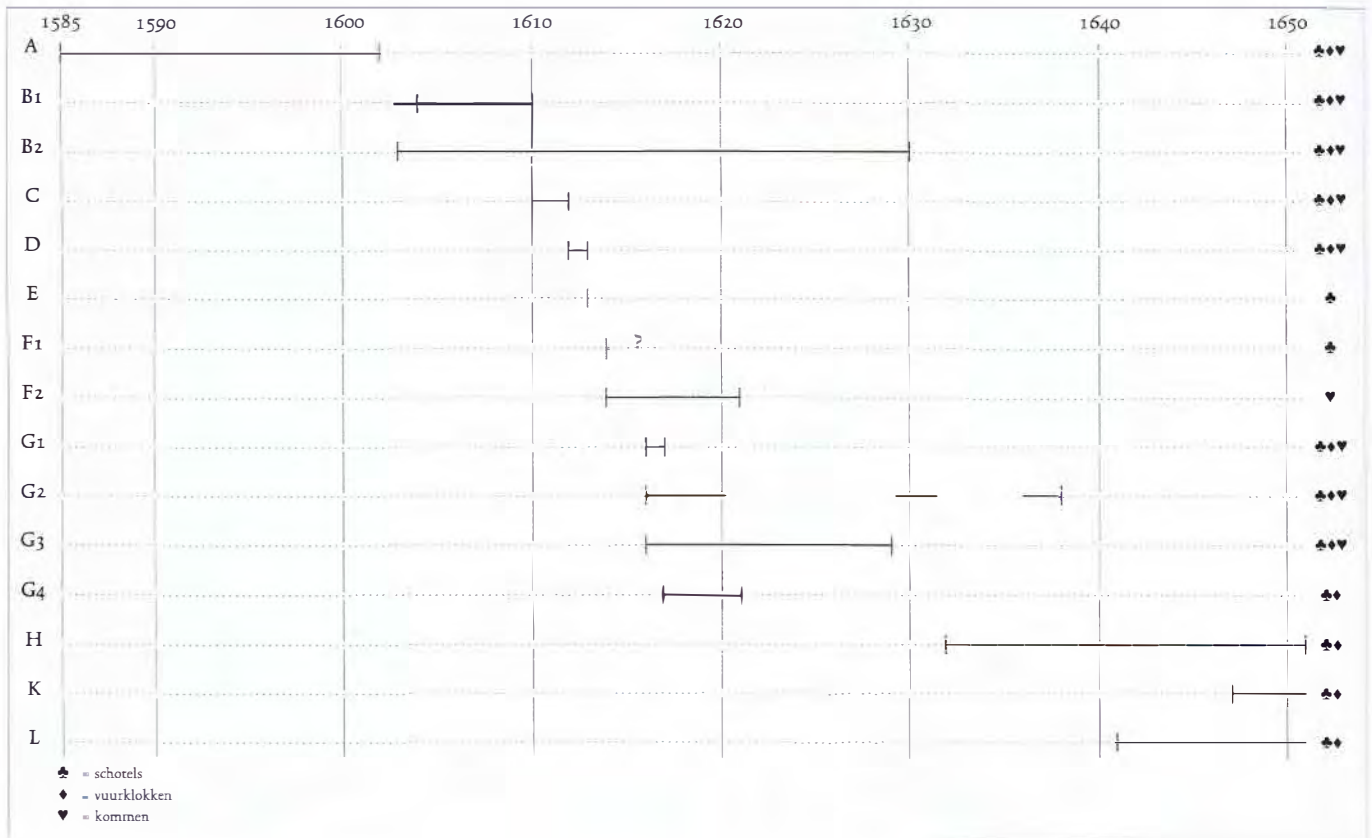 1585 1590 1600 1610 1620 1630 1640 1650
A ♣♦♥
B1 ♣♦♥
B2 ♣♦♥
C ♣♦♥
D ♣♦♥
E ♣
F1 ? ♣
F2 ♥
G1 ♣♦♥
G2 ♣♦♥
G3 ♣♦♥
G4 ♣♦
H ♣♦
K ♣♦
L ♣♦
♣ = schotels
♦ = vuurklokken
♥ = kommen